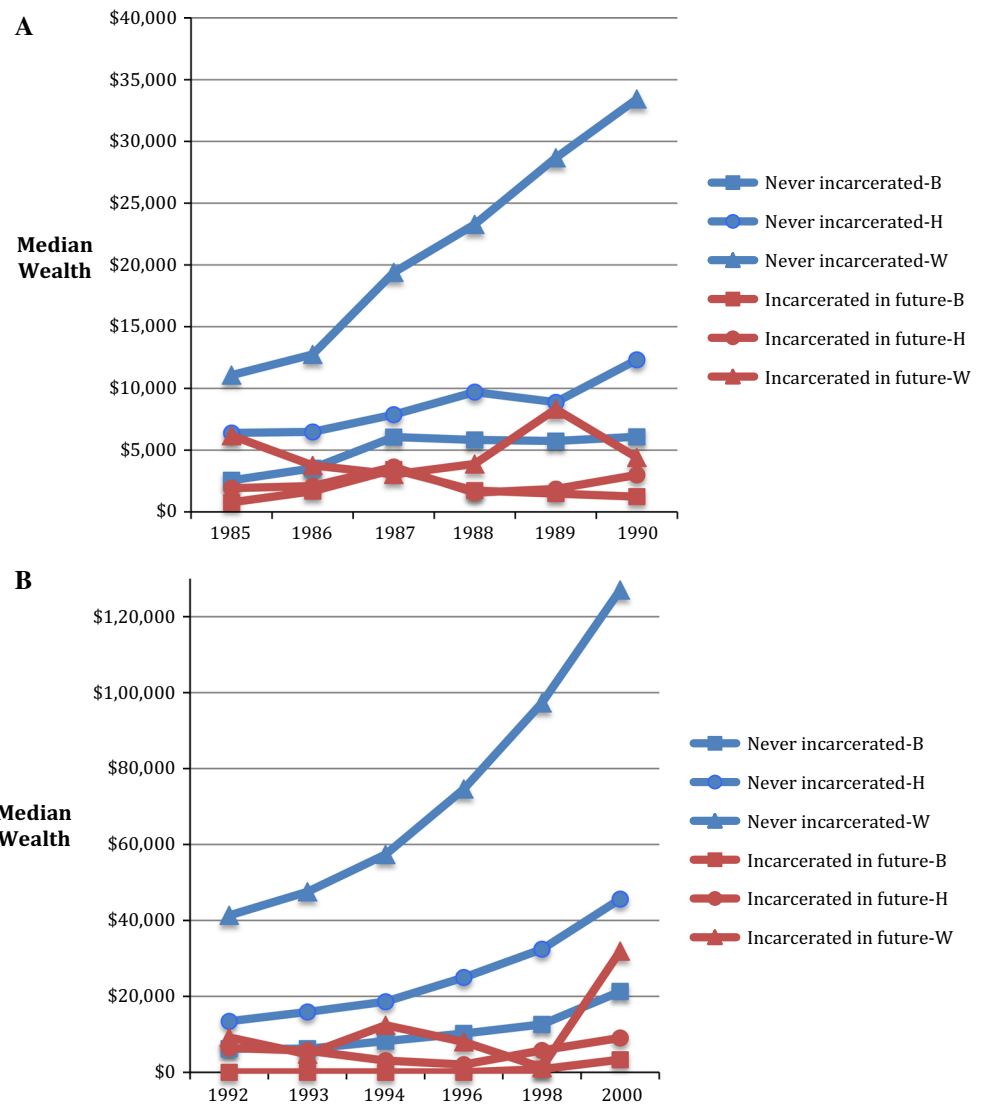 A
$40,000
$35,000
$30,000
$25,000
$20,000
$15,000
$10,000
$5,000
$0
Median
Wealth
1985 1986 1987 1988 1989 1990
Never incarcerated-B
Never incarcerated-H
Never incarcerated-W
Incarcerated in future-B
Incarcerated in future-H
Incarcerated in future-W
B
$1,20,000
$1,00,000
$80,000
$60,000
$40,000
$20,000
$0
Median
Wealth
1992 1993 1994 1996 1998 2000
Never incarcerated-B
Never incarcerated-H
Never incarcerated-W
Incarcerated in future-B
Incarcerated in future-H
Incarcerated in future-W